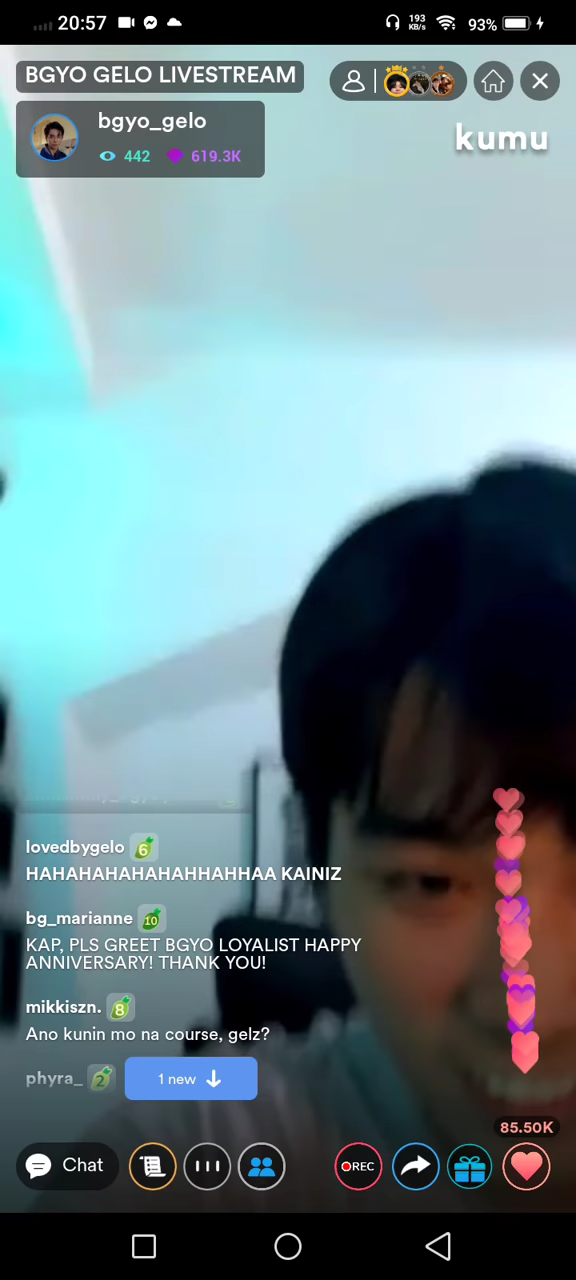 20:57
193
KB/s
93%
BGYO GELO LIVESTREAM
bgyo_gelo
442
619.3K
kumu
lovedbygelo 6
HAHAHAHAHAHAHHAHHAA KAINIZ
bg_marianne 10
KAP, PLS GREET BGYO LOYALIST HAPPY
ANNIVERSARY! THANK YOU!
mikkiszn. 8
Ano kunin mo na course, gelz?
phyra_ 2
1 new
85.50K
Chat
REC